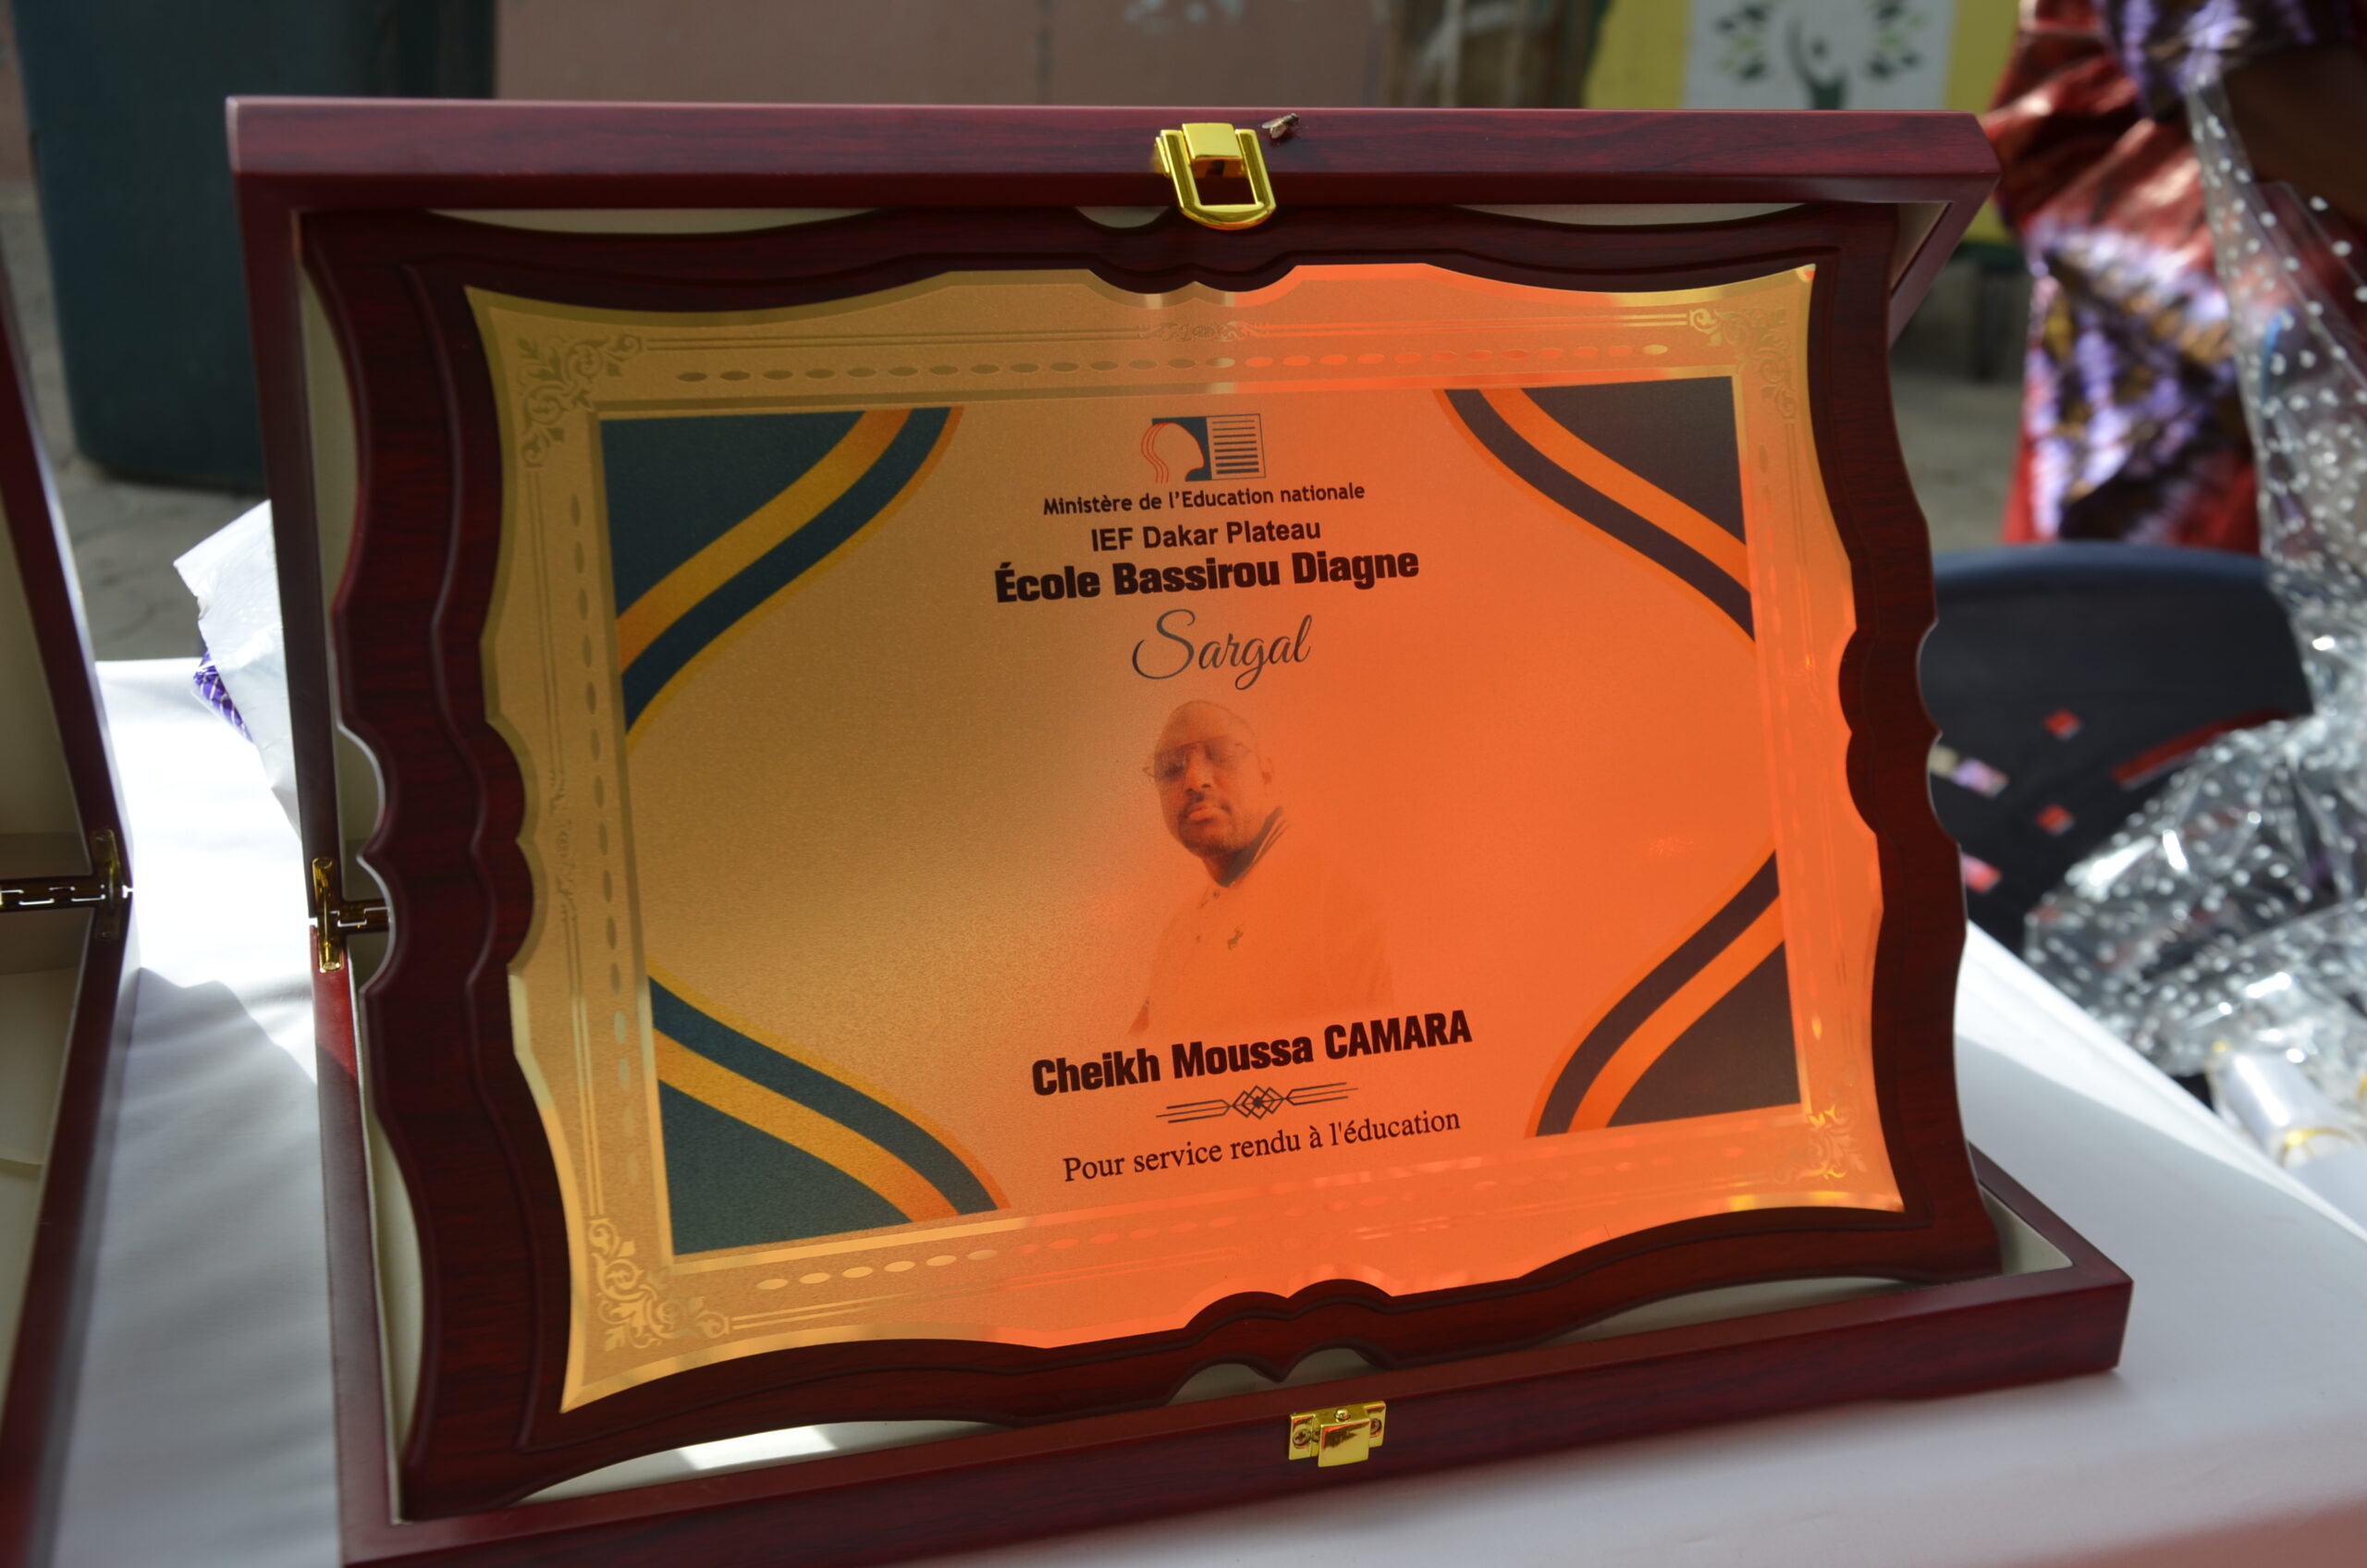 Ministère de l'Education nationale
IEF Dakar Plateau
École Bassirou Diagne
Sargal
Cheikh Moussa CAMARA
Pour service rendu à l'éducation